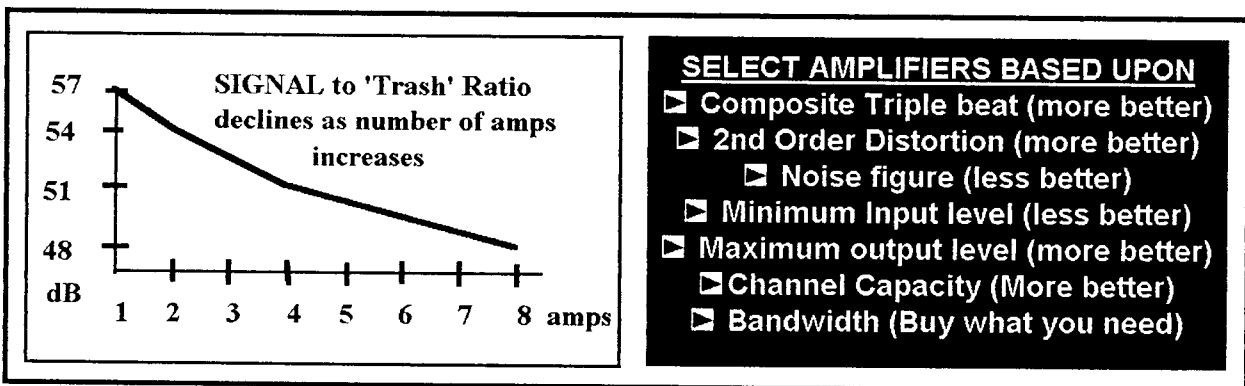 57
SIGNAL to 'Trash' Ratio
declines as number of amps
increases
54
51
48
dB
1 2 3 4 5 6 7 8 amps
SELECT AMPLIFIERS BASED UPON
Composite Triple beat (more better)
2nd Order Distortion (more better)
Noise figure (less better)
Minimum Input level (less better)
Maximum output level (more better)
Channel Capacity (More better)
Bandwidth (Buy what you need)